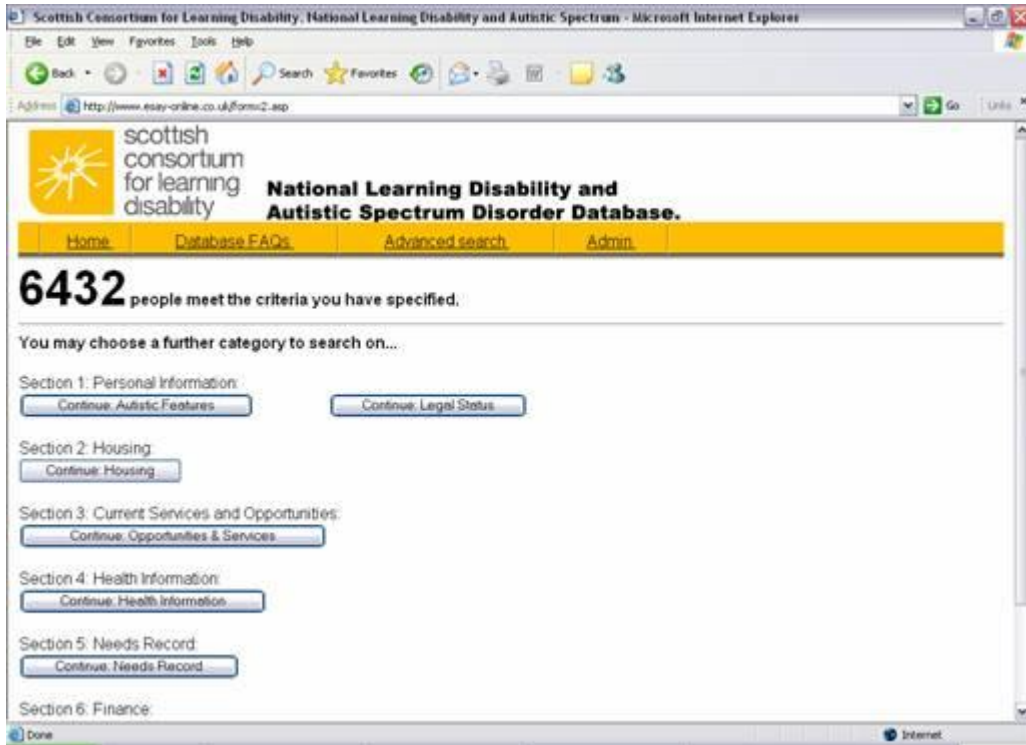 Scottish Consortium for Learning Disability, National Learning Disability and Autistic Spectrum - Microsoft Internet Explorer
File Edit View Favorites Tools Help
Back Search Favorites
Address http://www.esay-online.co.uk/forms2.asp Go Links
scottish
consortium
for learning
disability
National Learning Disability and
Autistic Spectrum Disorder Database.
Home Database FAQs Advanced search Admin
6432 people meet the criteria you have specified.
You may choose a further category to search on...
Section 1: Personal Information:
Continue: Autistic Features Continue: Legal Status
Section 2: Housing:
Continue: Housing
Section 3: Current Services and Opportunities:
Continue: Opportunities & Services
Section 4: Health Information:
Continue: Health Information
Section 5: Needs Record:
Continue: Needs Record
Section 6: Finance:
Done Internet